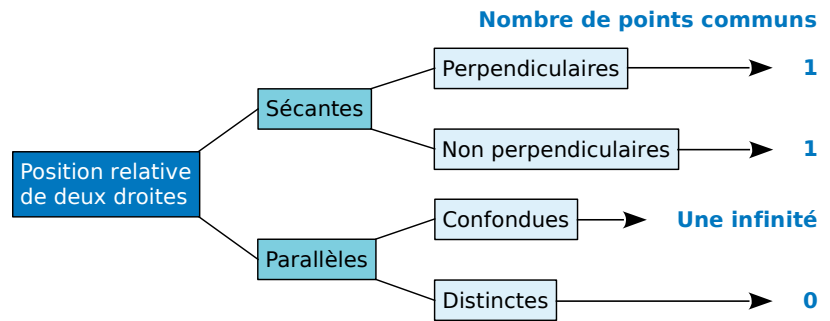 Nombre de points communs
Perpendiculaires
1
Sécantes
Non perpendiculaires
1
Position relative
de deux droites
Confondues
Une infinité
Parallèles
Distinctes
0